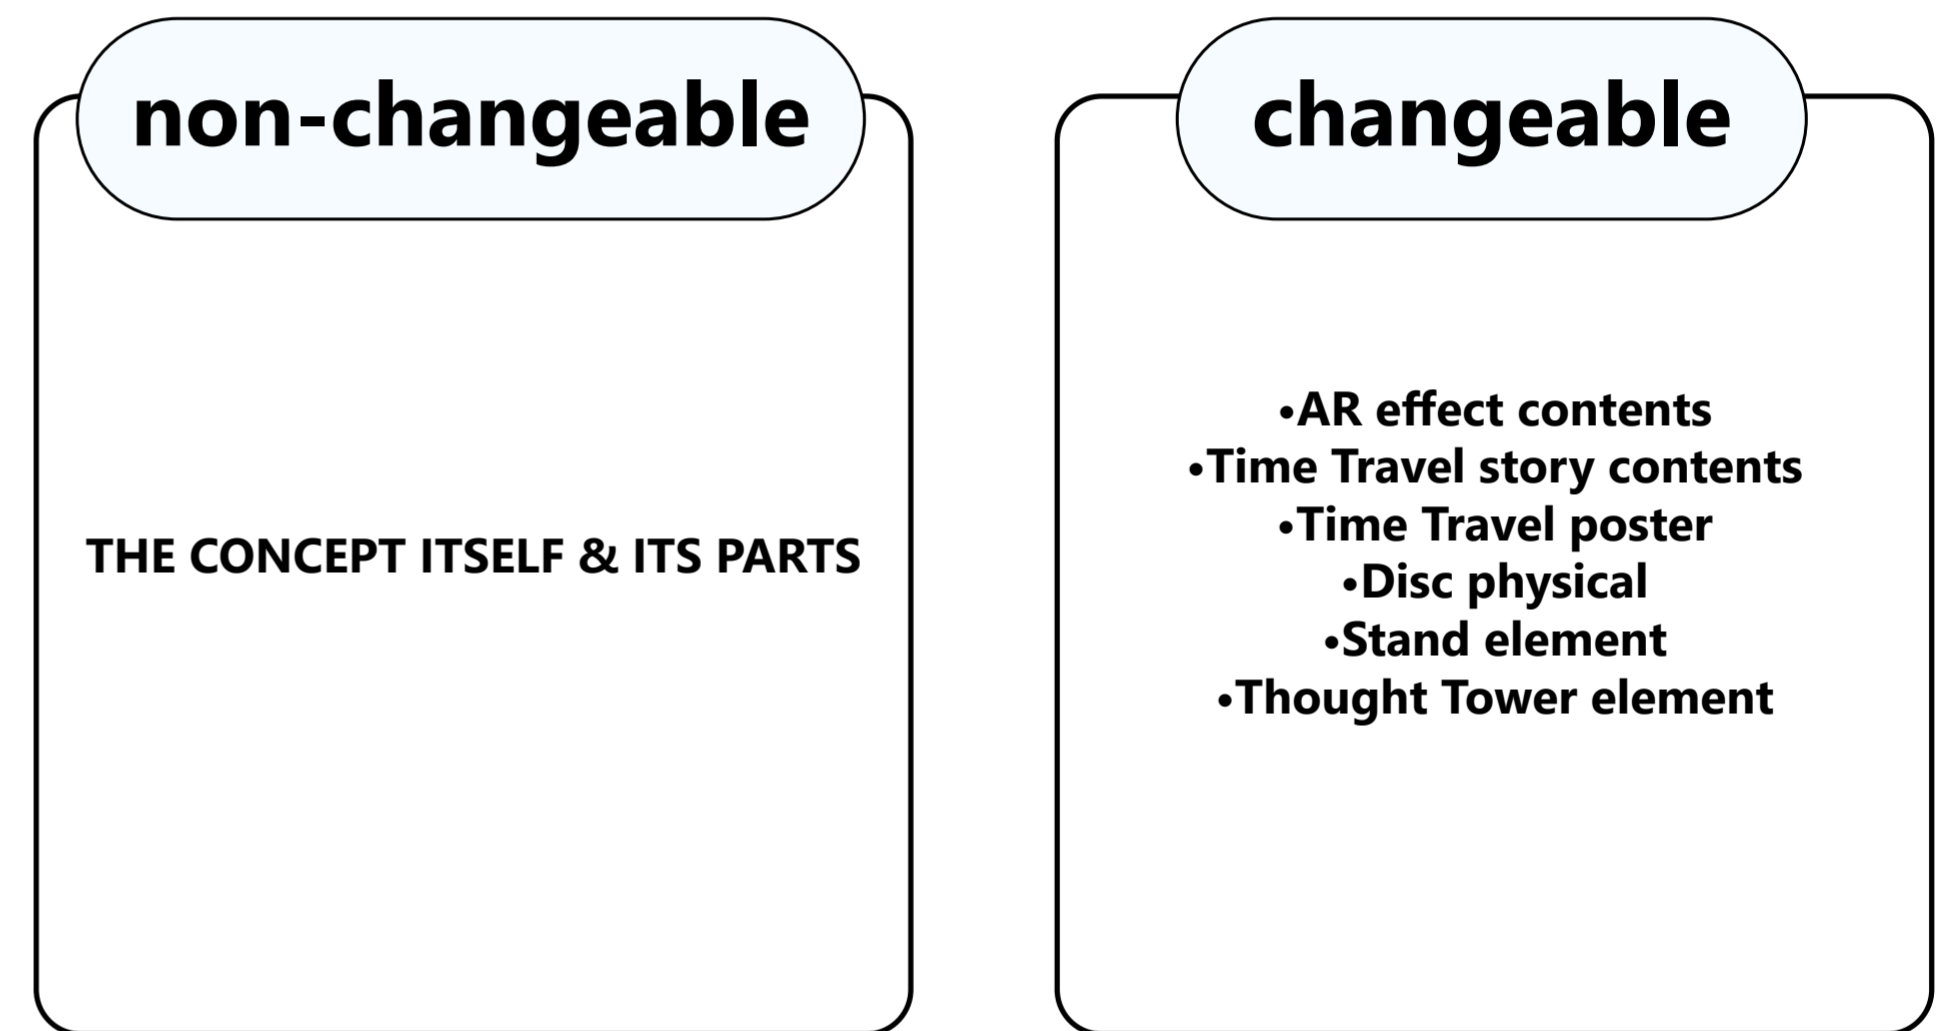 non-changeable
THE CONCEPT ITSELF & ITS PARTS
changeable
•AR effect contents
•Time Travel story contents
•Time Travel poster
•Disc physical
•Stand element
•Thought Tower element